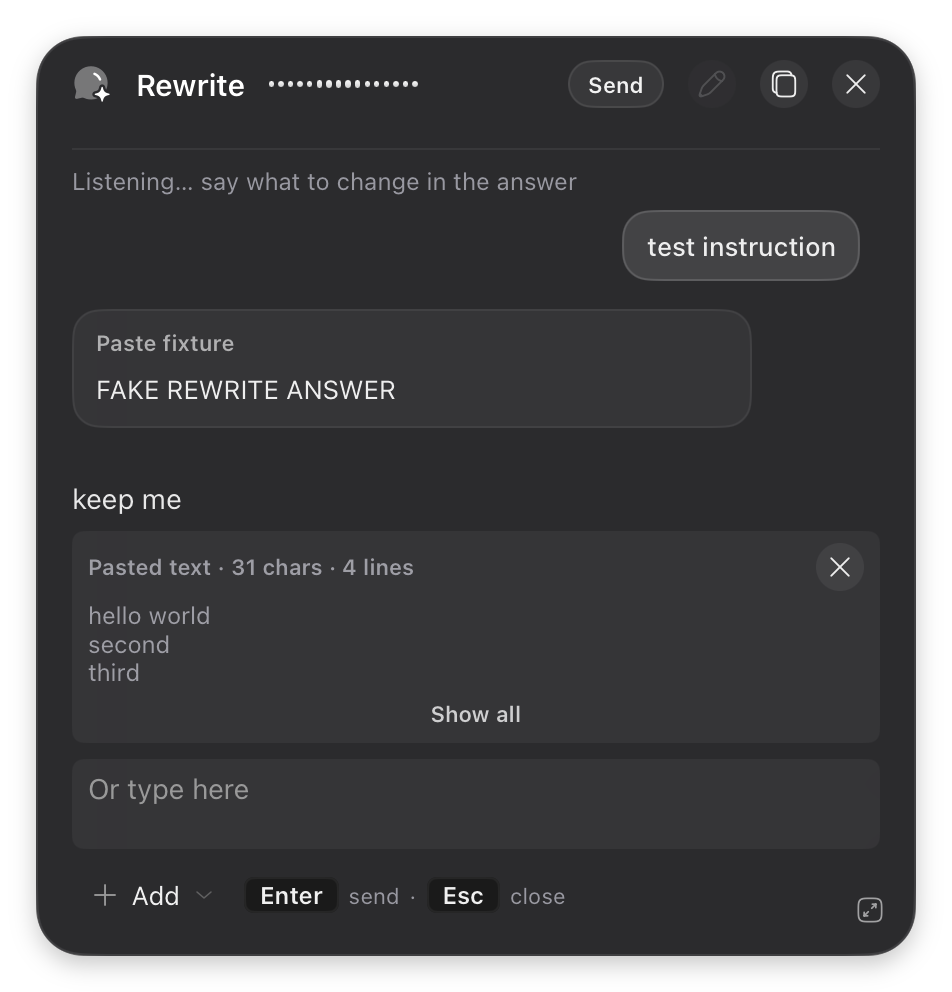 Rewrite
Send
Listening... say what to change in the answer
test instruction
Paste fixture
FAKE REWRITE ANSWER
keep me
Pasted text · 31 chars · 4 lines
hello world
second
third
Show all
Or type here
Add Enter send · Esc close